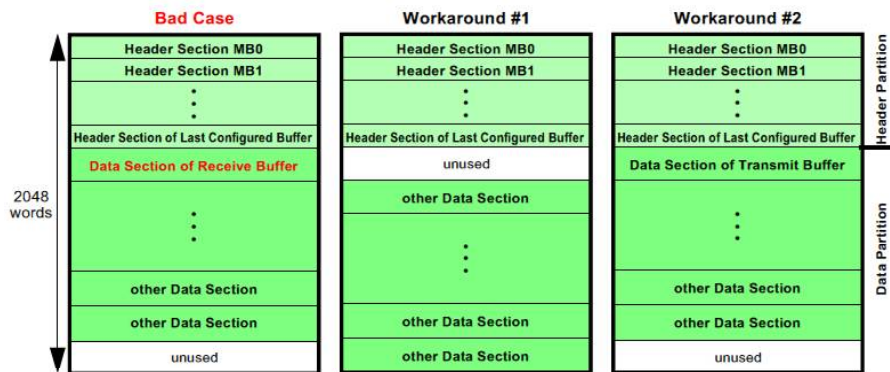 Bad Case
Workaround #1
Workaround #2
2048
words
Header Section MB0
Header Section MB1
Header Section of Last Configured Buffer
Data Section of Receive Buffer
other Data Section
other Data Section
unused
Header Section MB0
Header Section MB1
Header Section of Last Configured Buffer
unused
other Data Section
other Data Section
other Data Section
Header Section MB0
Header Section MB1
Header Section of Last Configured Buffer
Data Section of Transmit Buffer
other Data Section
other Data Section
unused
Header Partition
Data Partition